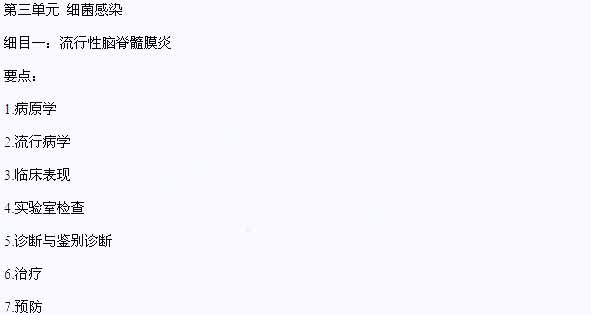 第三单元 细菌感染
细目一：流行性脑脊髓膜炎
要点：
1.病原学
2.流行病学
3.临床表现
4.实验室检查
5.诊断与鉴别诊断
6.治疗
7.预防